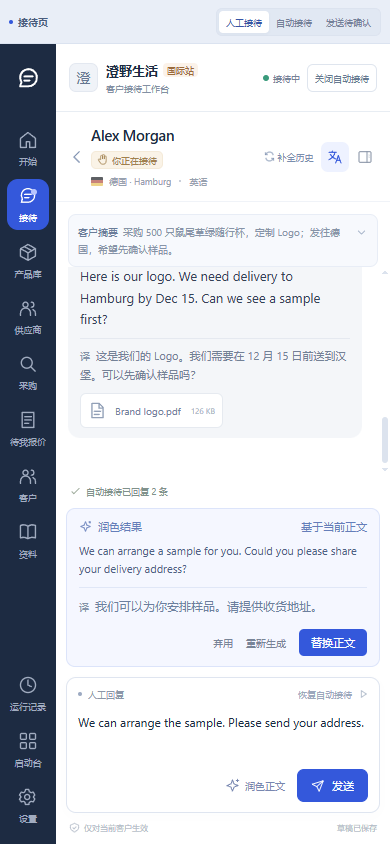 接待页
人工接待 自动接待 发送待确认
澄 澄野生活 国际站
客户接待工作台
接待中 关闭自动接待
开始
接待
产品库
供应商
采购
待我报价
客户
资料
运行记录
启动台
设置
Alex Morgan
你正在接待
德国 · Hamburg · 英语
补全历史
客户摘要 采购 500 只鼠尾草绿随行杯，定制 Logo；发往德
国，希望先确认样品。
Here is our logo. We need delivery to
Hamburg by Dec 15. Can we see a sample
first?
译 这是我们的 Logo。我们需要在 12 月 15 日前送到汉
堡。可以先确认样品吗？
Brand logo.pdf 126 KB
自动接待已回复 2 条
润色结果 基于当前正文
We can arrange a sample for you. Could you please share
your delivery address?
译 我们可以为你安排样品。请提供收货地址。
弃用 重新生成 替换正文
人工回复 恢复自动接待
We can arrange the sample. Please send your address.
润色正文 发送
仅对当前客户生效 草稿已保存